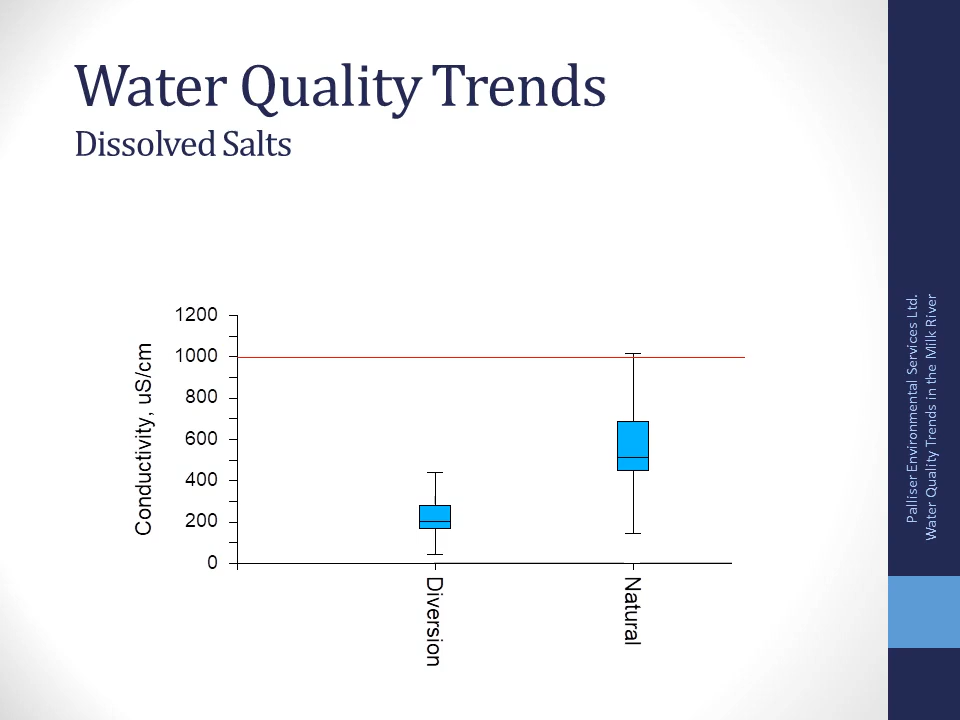 Water Quality Trends
Dissolved Salts
1200
1000
800
600
400
200
0
Conductivity, uS/cm
Diversion
Natural
Palliser Environmental Services Ltd.
Water Quality Trends in the Milk River